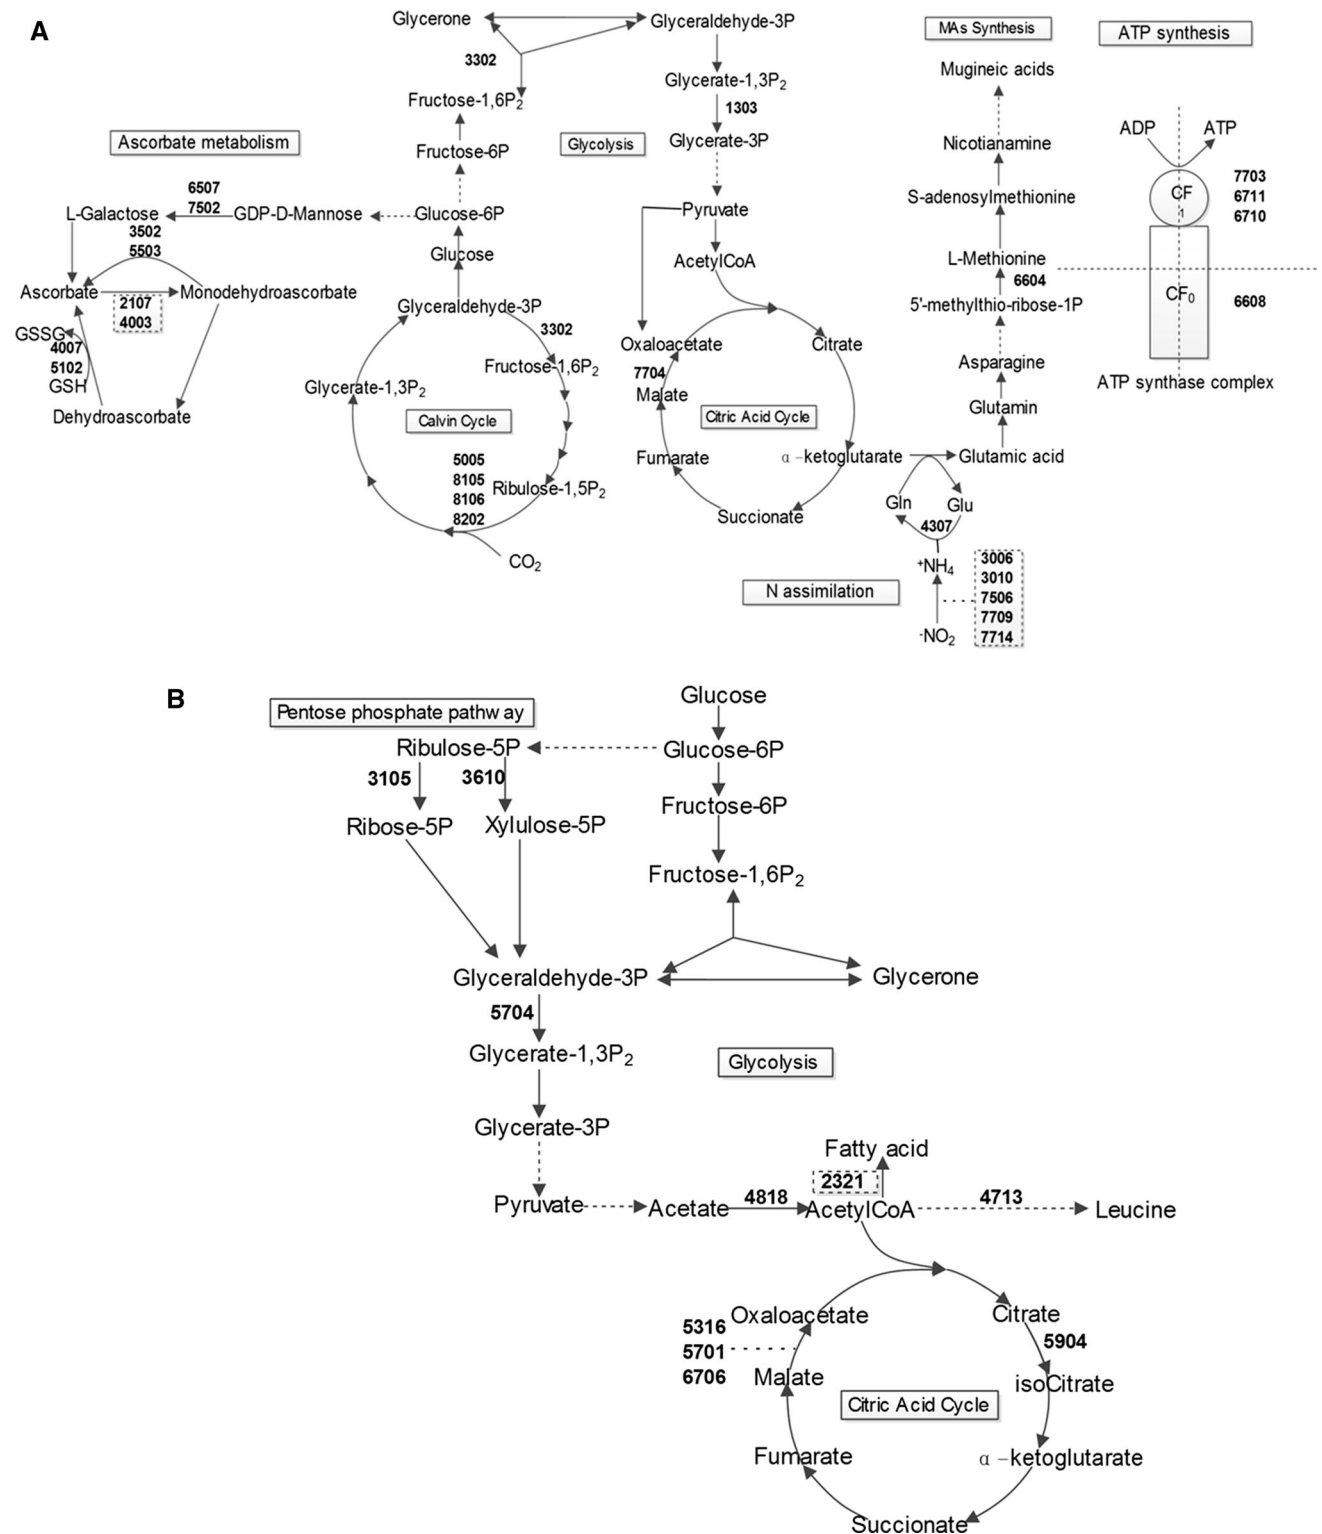 A
Glycerone
Glyceraldehyde-3P
MAs Synthesis
ATP synthesis
3302
Glycerate-1,3P2
Mugineic acids
Fructose-1,6P2
1303
Ascorbate metabolism
Fructose-6P
Glycolysis
Glycerate-3P
Nicotianamine
ADP
ATP
6507
7502
L-Galactose
GDP-D-Mannose
Glucose-6P
Pyruvate
S-adenosylmethionine
CF
1
7703
6711
6710
3502
5503
Glucose
AcetylCoA
L-Methionine
6604
Ascorbate
2107
4003
Monodehydroascorbate
Glyceraldehyde-3P
5'-methylthio-ribose-1P
CF0
6608
GSSG
4007
5102
GSH
3302
Oxaloacetate
Citrate
Fructose-1,6P2
7704
Malate
Asparagine
ATP synthase complex
Dehydroascorbate
Glycerate-1,3P2
Calvin Cycle
Citric Acid Cycle
Glutamin
5005
8105
8106
8202
Ribulose-1,5P2
Fumarate
α -ketoglutarate
Glutamic acid
Succionate
Gln
Glu
4307
CO2
+NH4
3006
3010
7506
7709
7714
N assimilation
-NO2
B
Pentose phosphate pathway
Glucose
Ribulose-5P
Glucose-6P
3105
3610
Fructose-6P
Ribose-5P
Xylulose-5P
Fructose-1,6P2
Glyceraldehyde-3P
Glycerone
5704
Glycerate-1,3P2
Glycolysis
Glycerate-3P
Fatty acid
2321
Pyruvate
Acetate
4818
AcetylCoA
4713
Leucine
Oxaloacetate
Citrate
5316
5701
6706
5904
Malate
isoCitrate
Citric Acid Cycle
Fumarate
α -ketoglutarate
Succionate